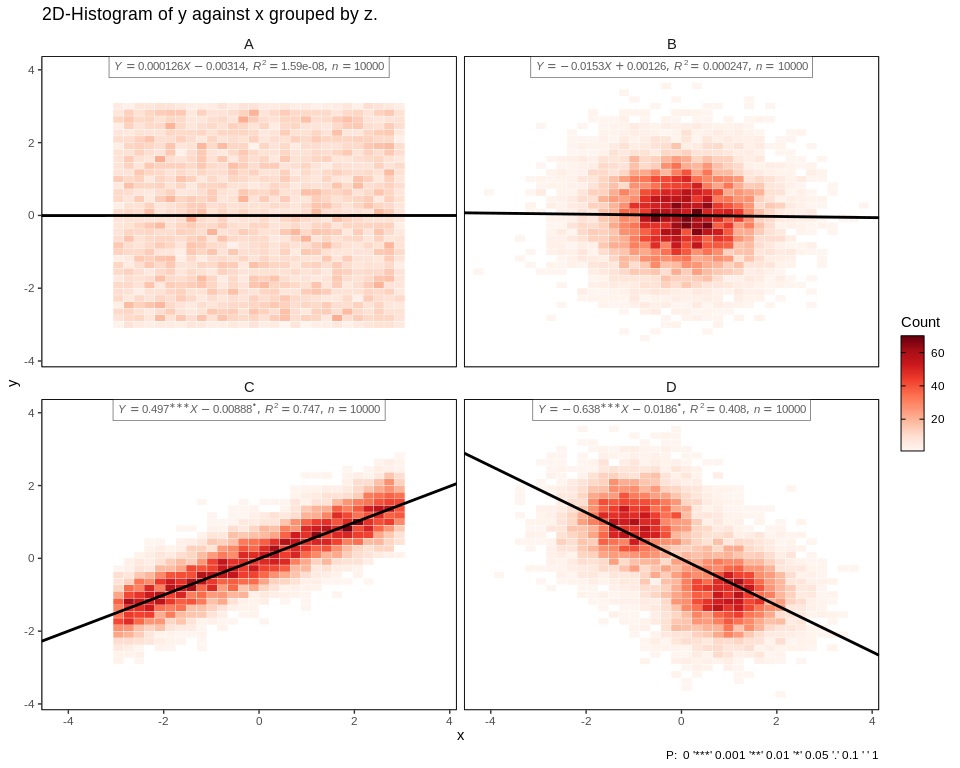 2D-Histogram of y against x grouped by z.
A
B
Y = 0.000126X − 0.00314, R² = 1.59e-08, n = 10000
Y = −0.0153X + 0.00126, R² = 0.000247, n = 10000
4
2
0
-2
-4
Count
60
40
20
y
C
D
Y = 0.497***X − 0.00888•, R² = 0.747, n = 10000
Y = −0.638***X − 0.0186•, R² = 0.408, n = 10000
4
2
0
-2
-4
-4 -2 0 2 4
-4 -2 0 2 4
x
P: 0 '***' 0.001 '**' 0.01 '*' 0.05 '.' 0.1 ' ' 1